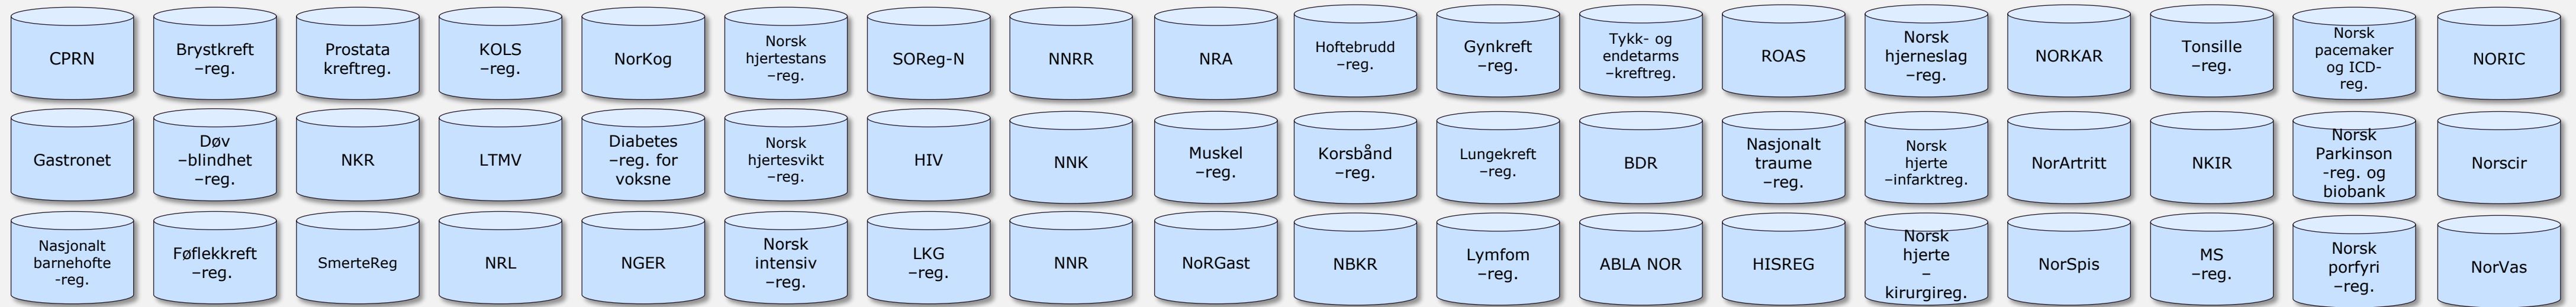 CPRN
Brystkreft
–reg.
Prostata
kreftreg.
KOLS
–reg.
NorKog
Norsk
hjertestans
–reg.
SOReg-N
NNRR
NRA
Hoftebrudd
–reg.
Gynkreft
–reg.
Tykk- og
endetarms
–kreftreg.
ROAS
Norsk
hjerneslag
–reg.
NORKAR
Tonsille
–reg.
Norsk
pacemaker
og ICD-
reg.
NORIC
Gastronet
Døv
–blindhet
–reg.
NKR
LTMV
Diabetes
–reg. for
voksne
Norsk
hjertesvikt
–reg.
HIV
NNK
Muskel
–reg.
Korsbånd
–reg.
Lungekreft
–reg.
BDR
Nasjonalt
traume
–reg.
Norsk
hjerte
–infarktreg.
NorArtritt
NKIR
Norsk
Parkinson
-reg. og
biobank
Norscir
Nasjonalt
barnehofte
-reg.
Føflekkreft
–reg.
SmerteReg
NRL
NGER
Norsk
intensiv
–reg.
LKG
–reg.
NNR
NoRGast
NBKR
Lymfom
–reg.
ABLA NOR
HISREG
Norsk
hjerte
–
kirurgireg.
NorSpis
MS
–reg.
Norsk
porfyri
–reg.
NorVas